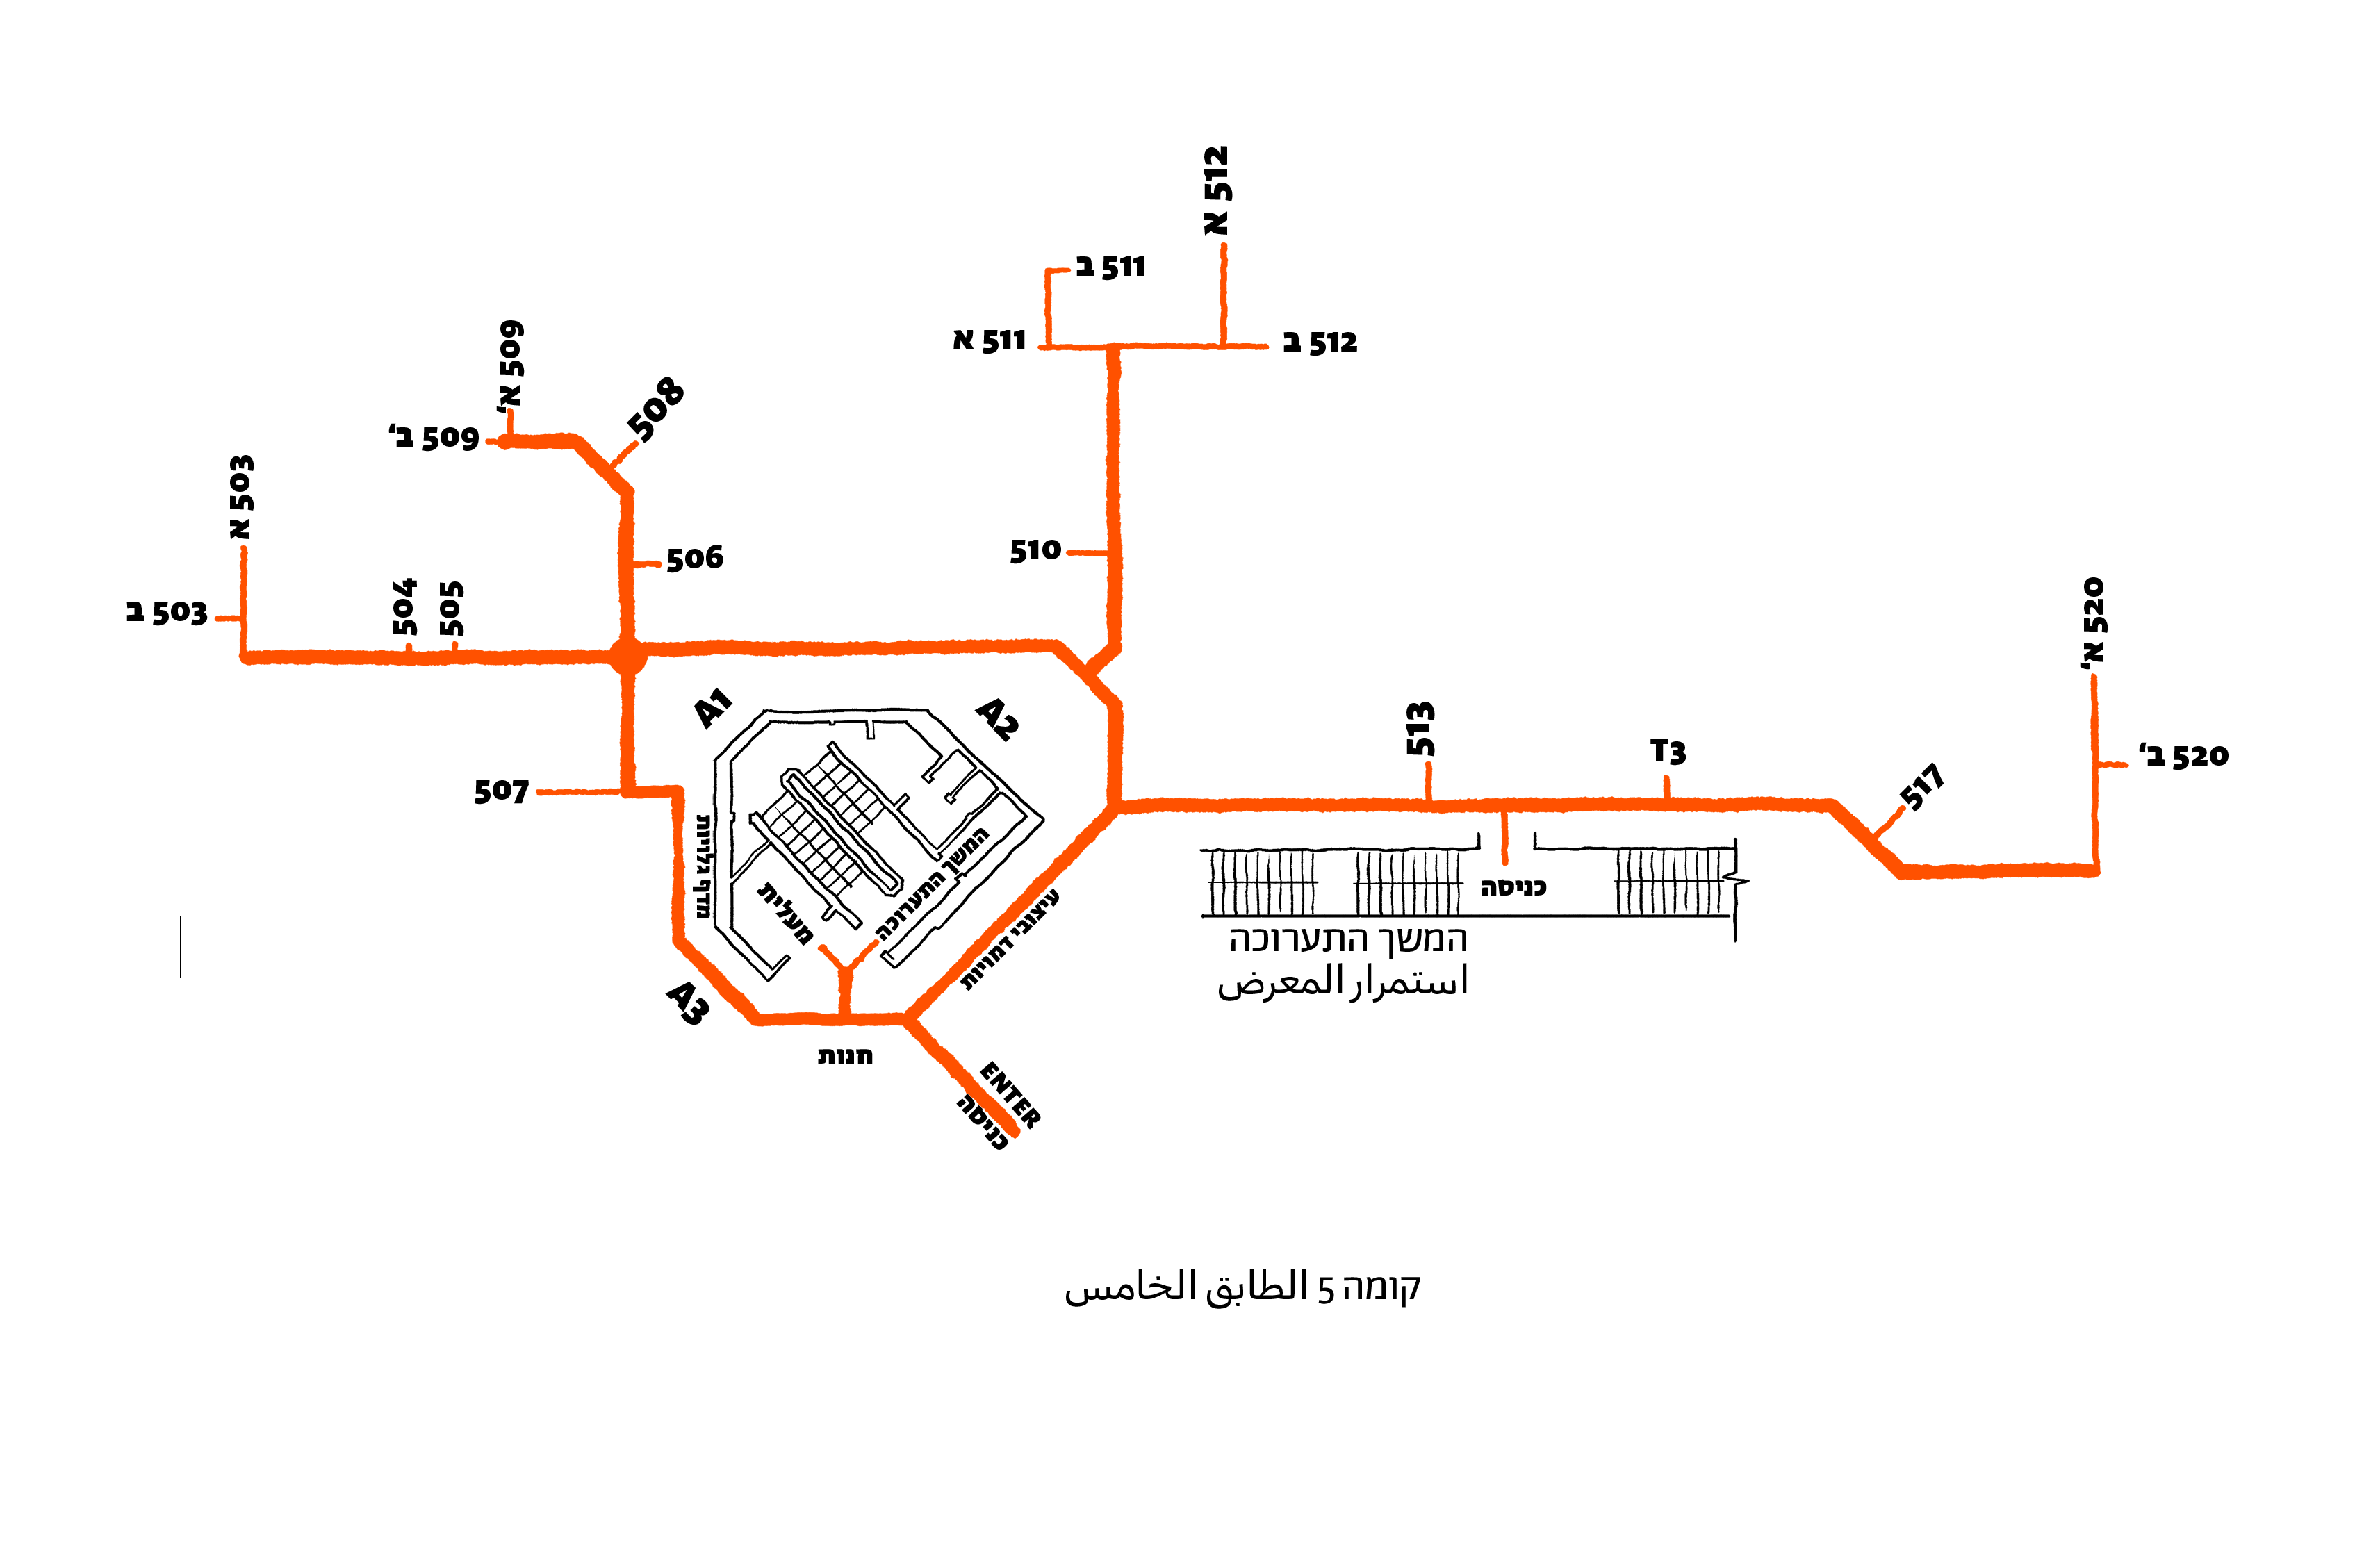 512 א
511 ב
511 א
512 ב
509 א'
508
509 ב'
503 א
506
510
504
505
503 ב
520 א'
A1
A2
513
T3
520 ב'
517
507
מדף גלויות
מעלית
המשך התערוכה
עיצובי דמויות
כניסה
המשך התערוכה
استمرار المعرض
A3
חנות
ENTER
כניסה
קומה 5 الطابق الخامس